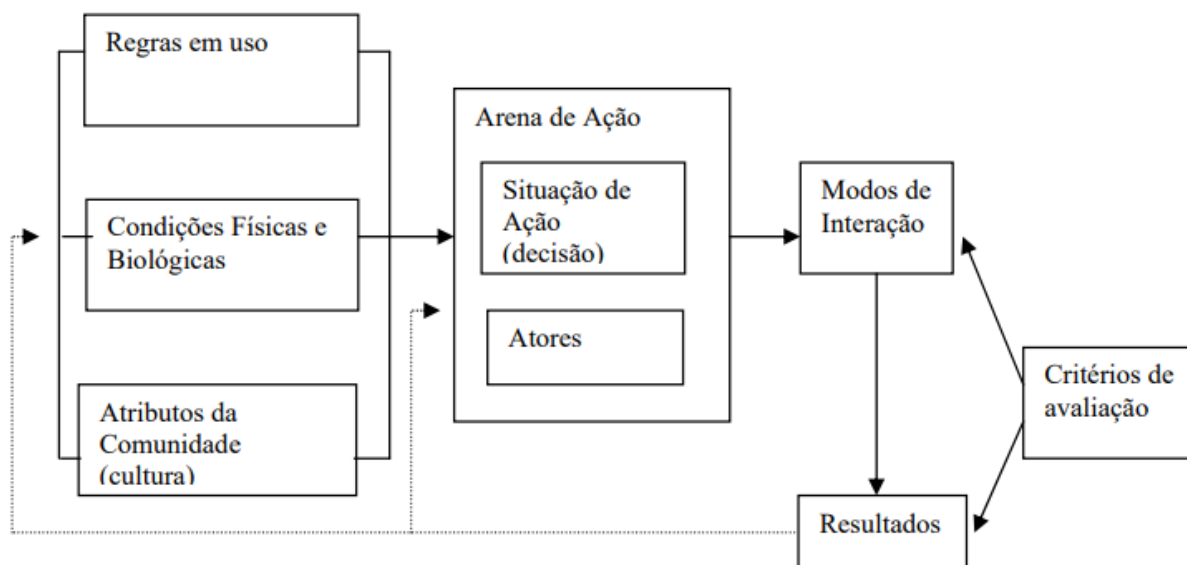 Regras em uso
Condições Físicas e
Biológicas
Atributos da
Comunidade
(cultura)
Arena de Ação
Situação de
Ação
(decisão)
Atores
Modos de
Interação
Critérios de
avaliação
Resultados